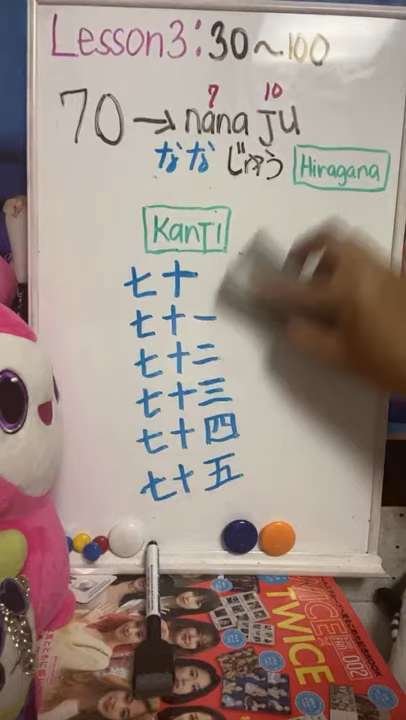 Lesson3:30~100
7 10
70→nana ju
なな じゅう Hiragana
Kanji
七十
七十一
七十二
七十三
七十四
七十五
TWICE
002